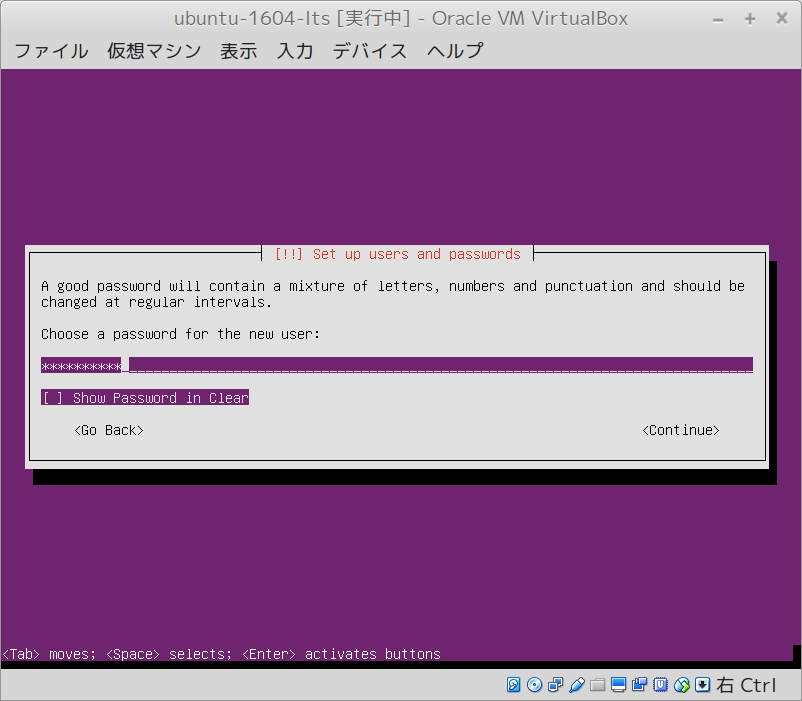 ubuntu-1604-lts [実行中] - Oracle VM VirtualBox
ファイル 仮想マシン 表示 入力 デバイス ヘルプ
[!!] Set up users and passwords
A good password will contain a mixture of letters, numbers and punctuation and should be
changed at regular intervals.
Choose a password for the new user:
**********
[ ] Show Password in Clear
<Go Back> <Continue>
<Tab> moves; <Space> selects; <Enter> activates buttons
右 Ctrl